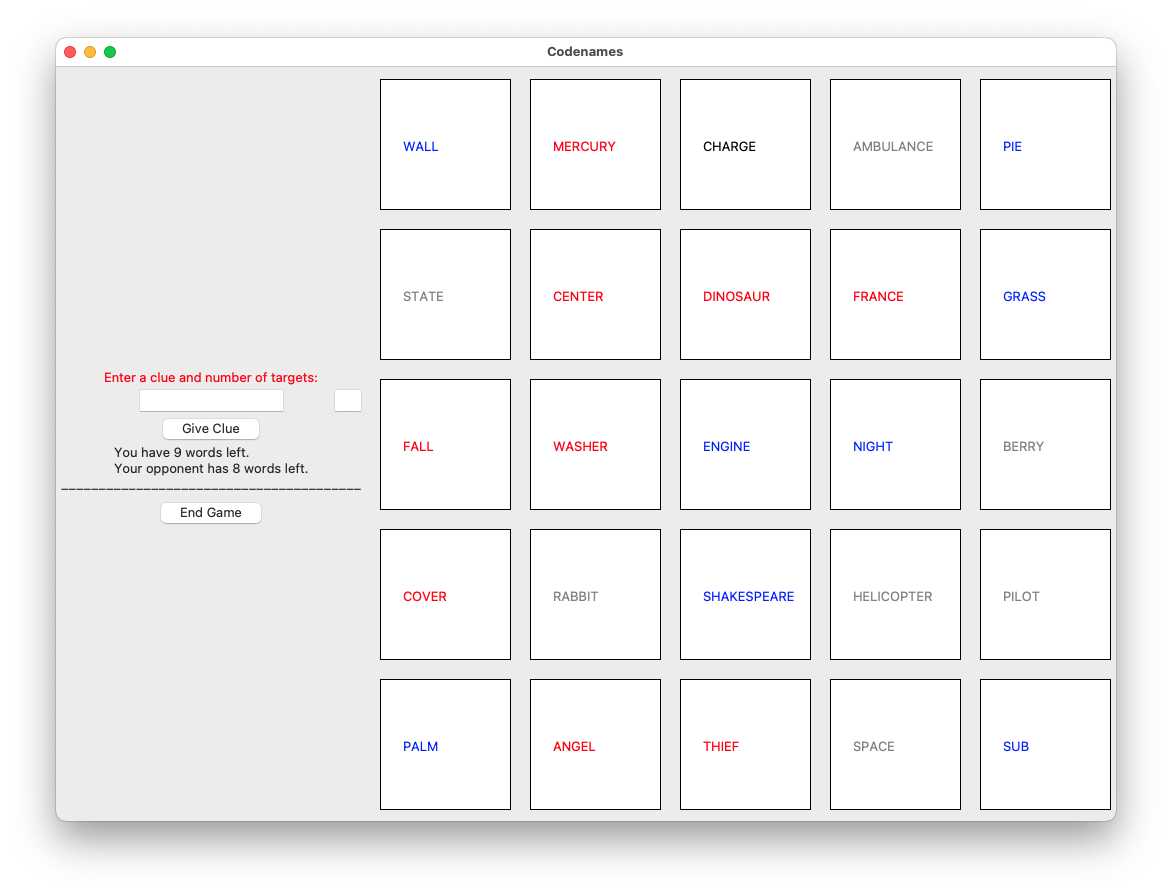 Codenames
Enter a clue and number of targets:
Give Clue
You have 9 words left.
Your opponent has 8 words left.
----------------------------------------
End Game
WALL MERCURY CHARGE AMBULANCE PIE
STATE CENTER DINOSAUR FRANCE GRASS
FALL WASHER ENGINE NIGHT BERRY
COVER RABBIT SHAKESPEARE HELICOPTER PILOT
PALM ANGEL THIEF SPACE SUB